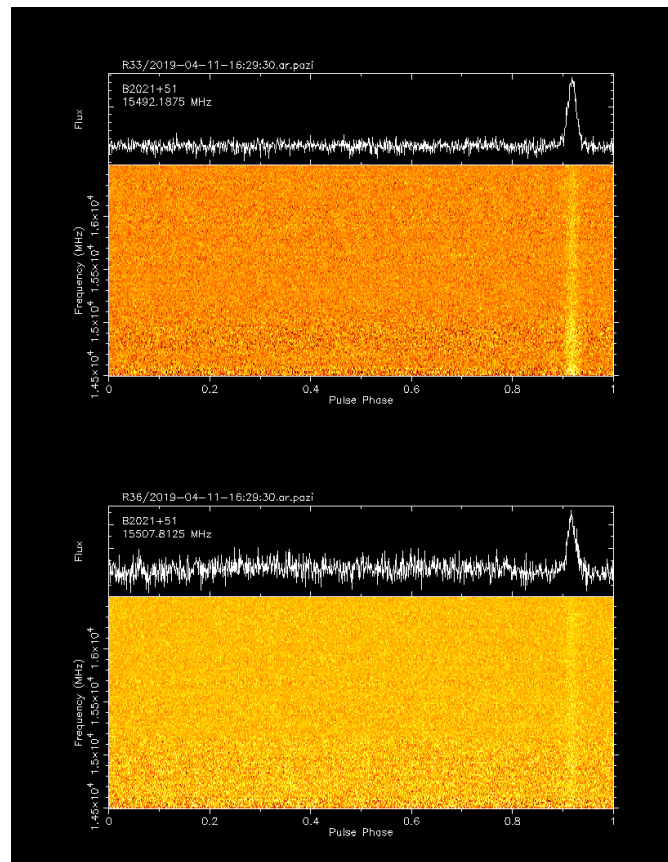 R33/2019-04-11-16:29:30.ar.pazi
B2021+51
15492.1875 MHz
Flux
Frequency (MHz)
1.6×10⁴
1.55×10⁴
1.5×10⁴
1.45×10⁴
0 0.2 0.4 0.6 0.8 1
Pulse Phase
R36/2019-04-11-16:29:30.ar.pazi
B2021+51
15507.8125 MHz
Flux
Frequency (MHz)
1.6×10⁴
1.55×10⁴
1.5×10⁴
1.45×10⁴
0 0.2 0.4 0.6 0.8 1
Pulse Phase